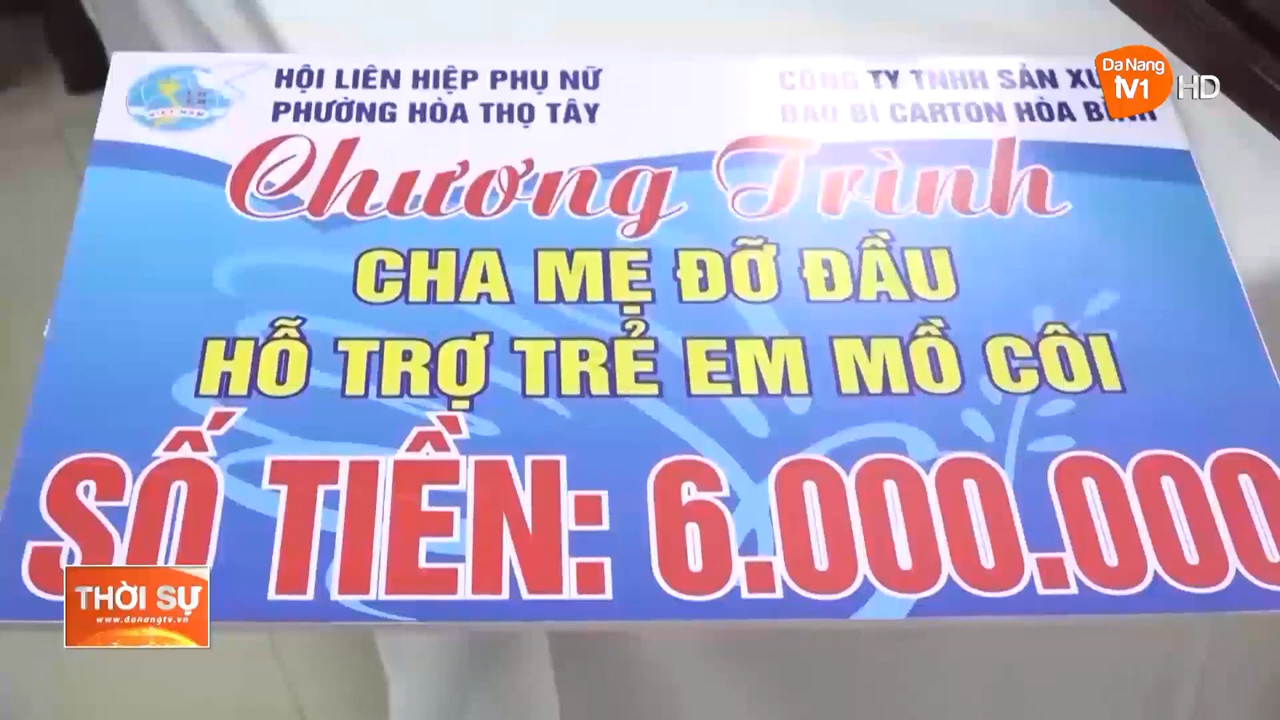 HỘI LIÊN HIỆP PHỤ NỮ
PHƯỜNG HÒA THỌ TÂY
CÔNG TY TNHH SẢN XU
BAO BÌ CARTON HÒA BÌNH
VIỆT NAM
Chương Trình
CHA MẸ ĐỠ ĐẦU
HỖ TRỢ TRẺ EM MỒ CÔI
SỐ TIỀN: 6.000.000
Da Nang
TV1 HD
THỜI SỰ
www.danangtv.vn